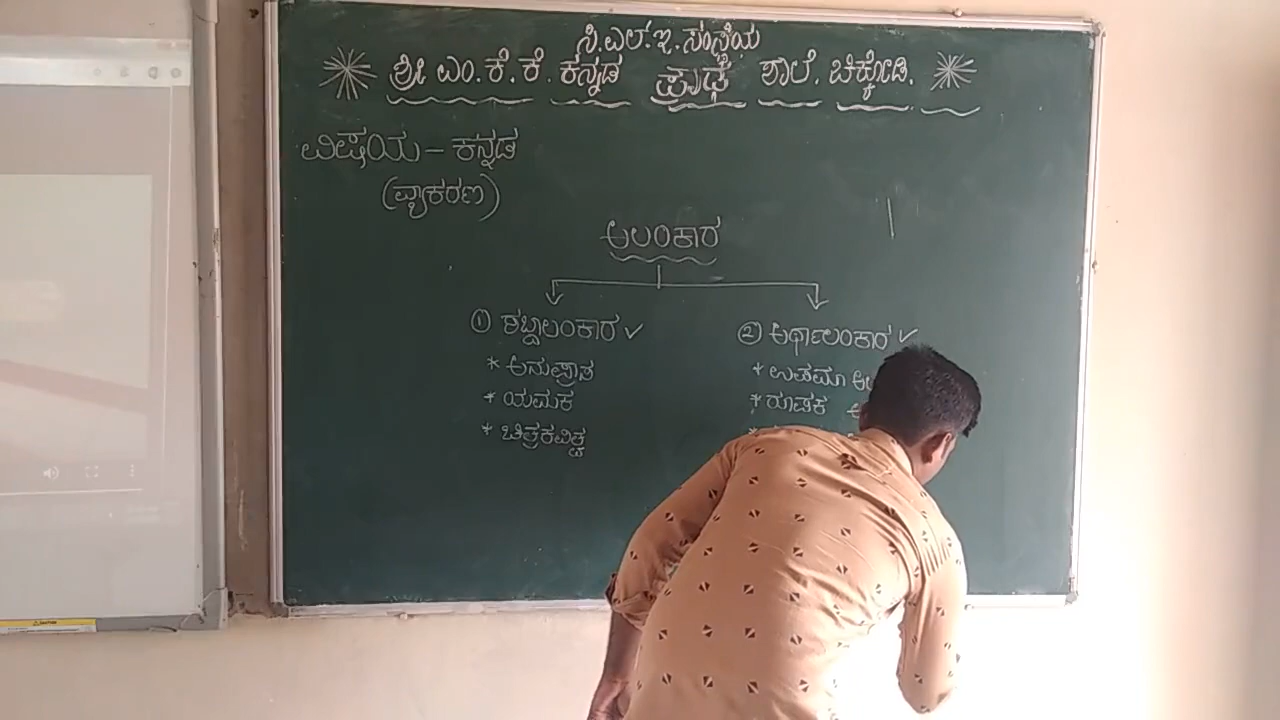 ಸಿ.ಎಲ್.ಇ. ಸಂಸ್ಥೆಯ
ಶ್ರೀ ಎಂ. ಕೆ. ಕೆ. ಕನ್ನಡ ಪ್ರೌಢ ಶಾಲೆ. ಚಿಕ್ಕೋಡಿ.
ವಿಷಯ – ಕನ್ನಡ
(ವ್ಯಾಕರಣ)
ಅಲಂಕಾರ
① ಶಬ್ದಾಲಂಕಾರ ✓
* ಅನುಪ್ರಾಸ
* ಯಮಕ
* ಚಿತ್ರಕವಿತ್ವ
② ಅರ್ಥಾಲಂಕಾರ ✓
* ಉಪಮಾ
* ರೂಪಕ